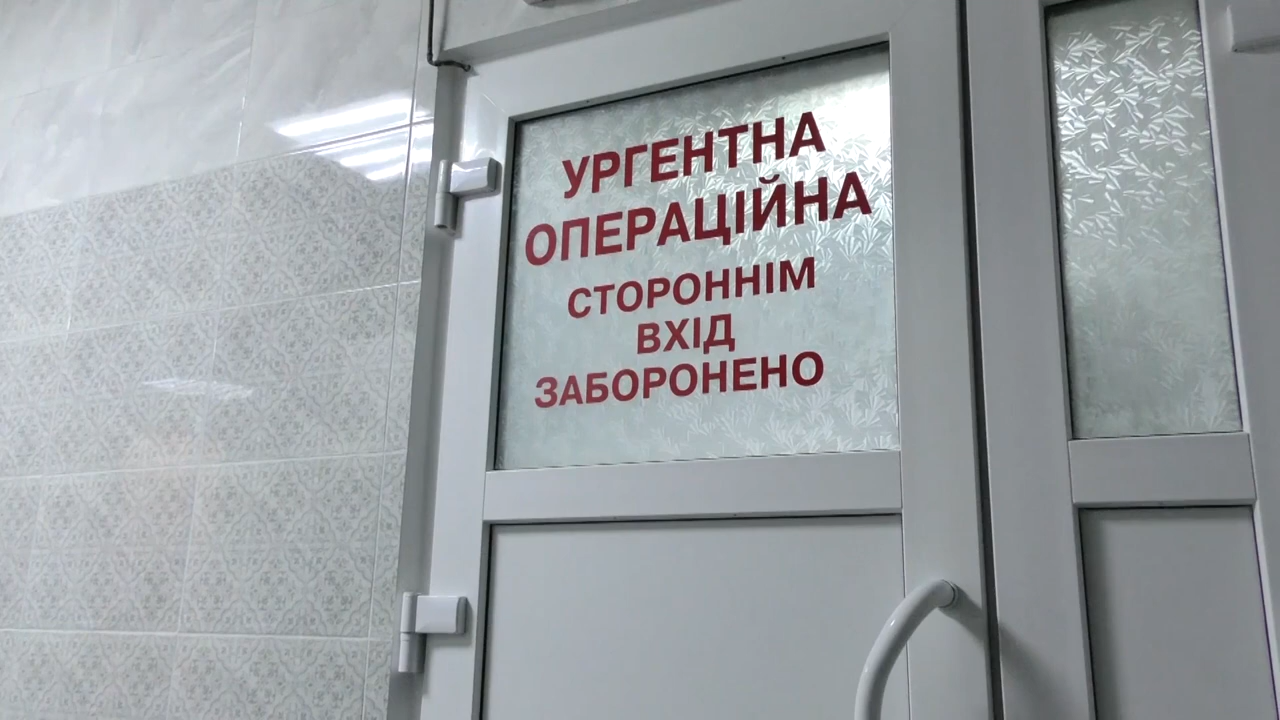 УРГЕНТНА
ОПЕРАЦІЙНА
СТОРОННІМ
ВХІД
ЗАБОРОНЕНО